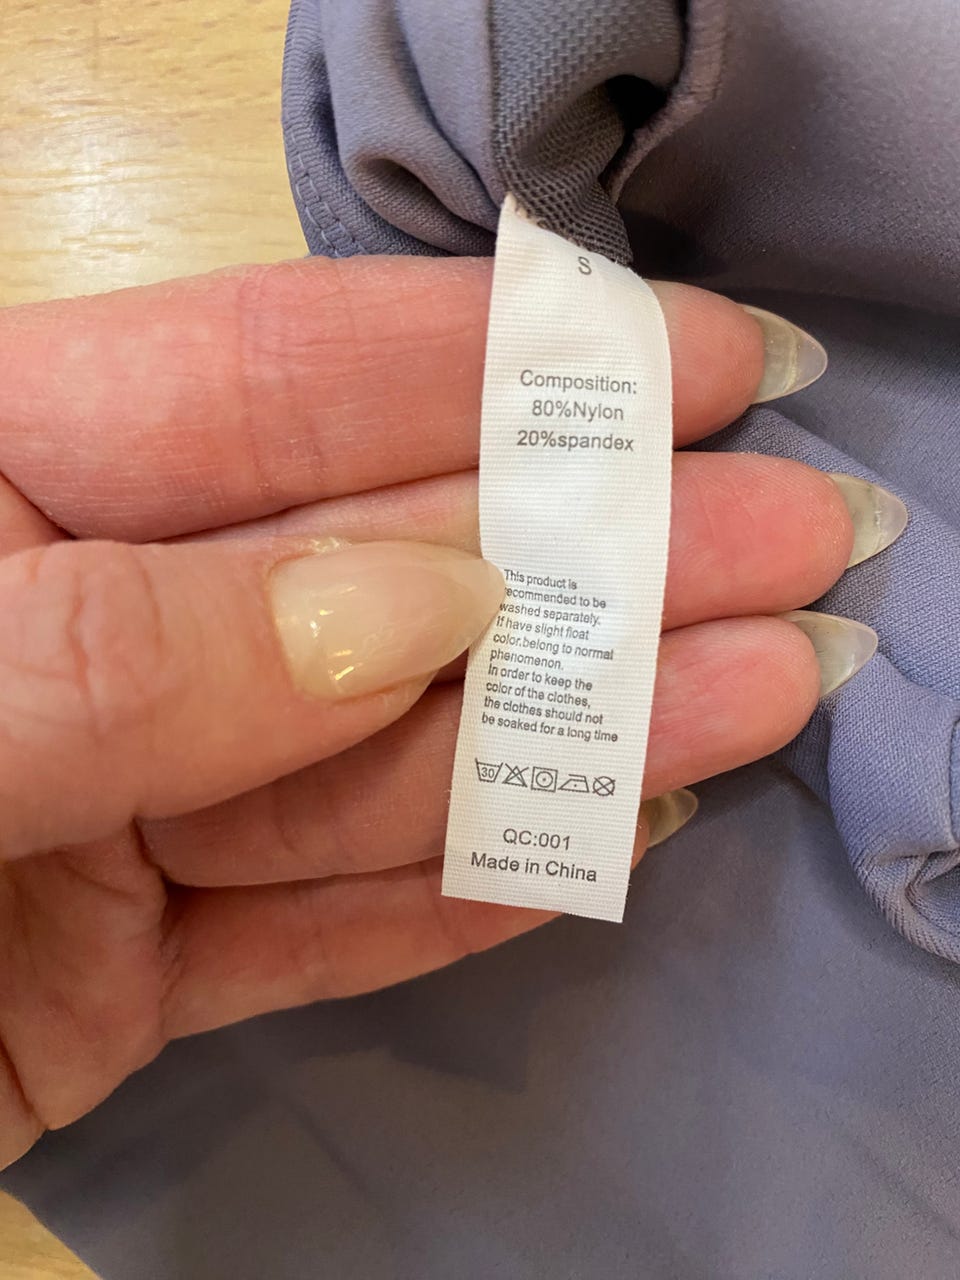 S
Composition:
80%Nylon
20%spandex
This product is
recommended to be
washed separately.
If have slight float
color.belong to normal
phenomenon.
In order to keep the
color of the clothes,
the clothes should not
be soaked for a long time
30
QC:001
Made in China